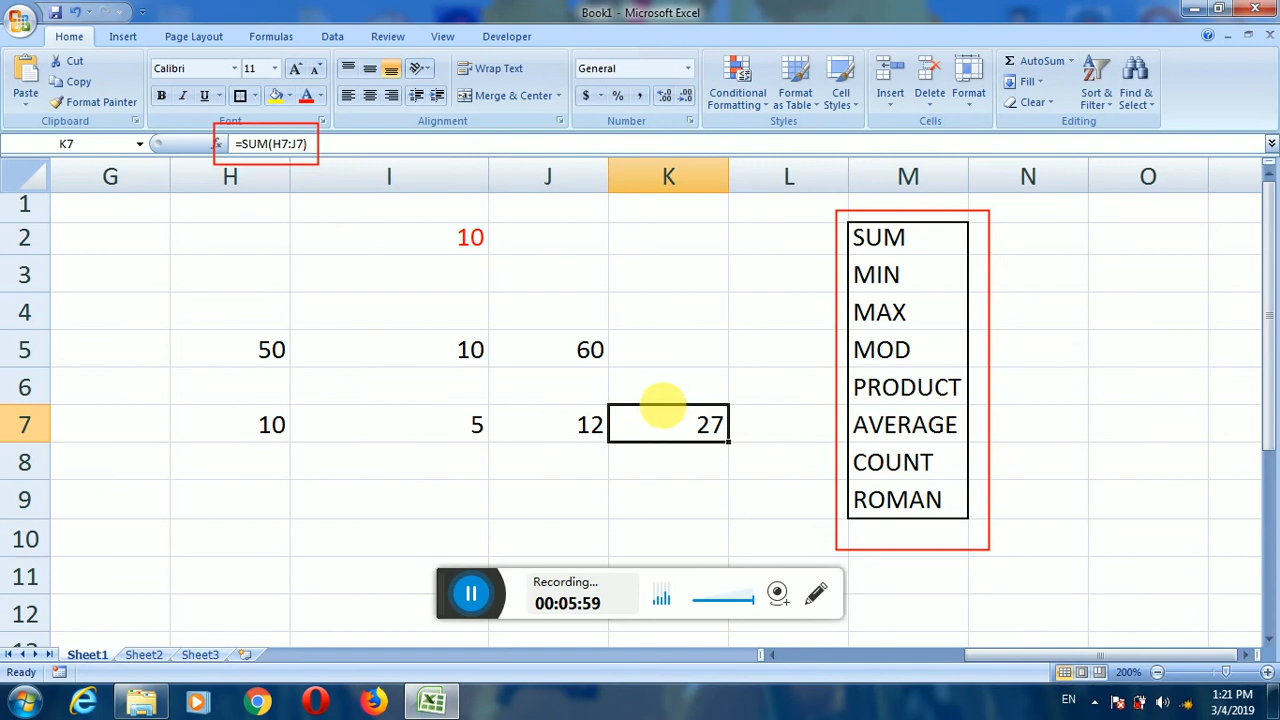 Book1 - Microsoft Excel
Home Insert Page Layout Formulas Data Review View Developer
Cut
Copy
Format Painter
Paste
Clipboard
Calibri 11
B I U
Font
Wrap Text
Merge & Center
Alignment
General
$ % ,
Number
Conditional Formatting
Format as Table
Cell Styles
Styles
Insert Delete Format
Cells
AutoSum
Fill
Clear
Sort & Filter
Find & Select
Editing
K7 fx =SUM(H7:J7)
G H I J K L M N O
1
2 10 SUM
3 MIN
4 MAX
5 50 10 60 MOD
6 PRODUCT
7 10 5 12 27 AVERAGE
8 COUNT
9 ROMAN
10
11
12
13
Recording...
00:05:59
Sheet1 Sheet2 Sheet3
Ready 200%
EN 1:21 PM
3/4/2019